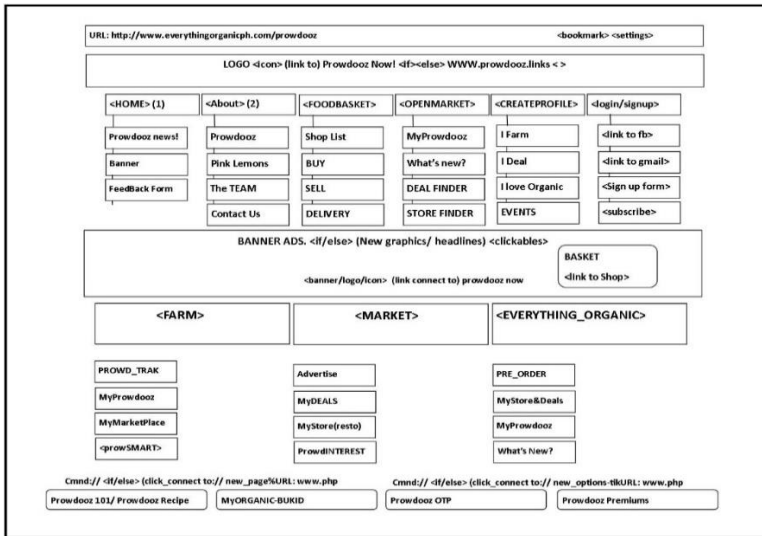 URL: http://www.everythingorganicph.com/prowdooz <bookmark> <settings>
LOGO <icon> (link to) Prowdooz Now! <if><else> WWW.prowdooz.links < >
<HOME> (1) <About> (2) <FOODBASKET> <OPENMARKET> <CREATEPROFILE> <login/signup>
Prowdooz news! Prowdooz Shop List MyProwdooz I Farm <link to fb>
Banner Pink Lemons BUY What's new? I Deal <link to gmail>
FeedBack Form The TEAM SELL DEAL FINDER I love Organic <Sign up form>
Contact Us DELIVERY STORE FINDER EVENTS <subscribe>
BANNER ADS. <if/else> (New graphics/ headlines) <clickables>
BASKET
<banner/logo/icon> (link connect to) prowdooz now <link to Shop>
<FARM> <MARKET> <EVERYTHING_ORGANIC>
PROWD_TRAK Advertise PRE_ORDER
MyProwdooz MyDEALS MyStore&Deals
MyMarketPlace MyStore(resto) MyProwdooz
<prowSMART> ProwdINTEREST What's New?
Cmnd:// <if/else> (click_connect to:// new_page%URL: www.php Cmnd:// <if/else> (click_connect to:// new_options-tikURL: www.php
Prowdooz 101/ Prowdooz Recipe MyORGANIC-BUKID Prowdooz OTP Prowdooz Premiums